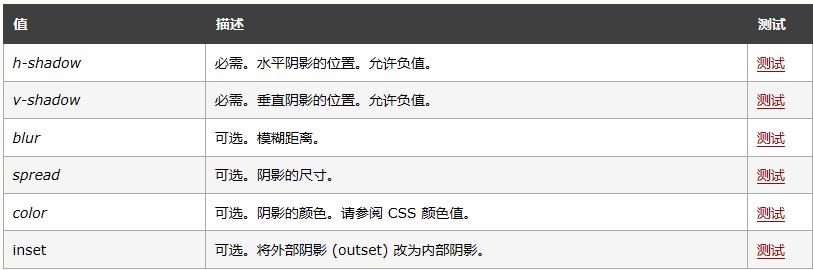 值 描述 测试
h-shadow 必需。水平阴影的位置。允许负值。 测试
v-shadow 必需。垂直阴影的位置。允许负值。 测试
blur 可选。模糊距离。 测试
spread 可选。阴影的尺寸。 测试
color 可选。阴影的颜色。请参阅 CSS 颜色值。 测试
inset 可选。将外部阴影 (outset) 改为内部阴影。 测试